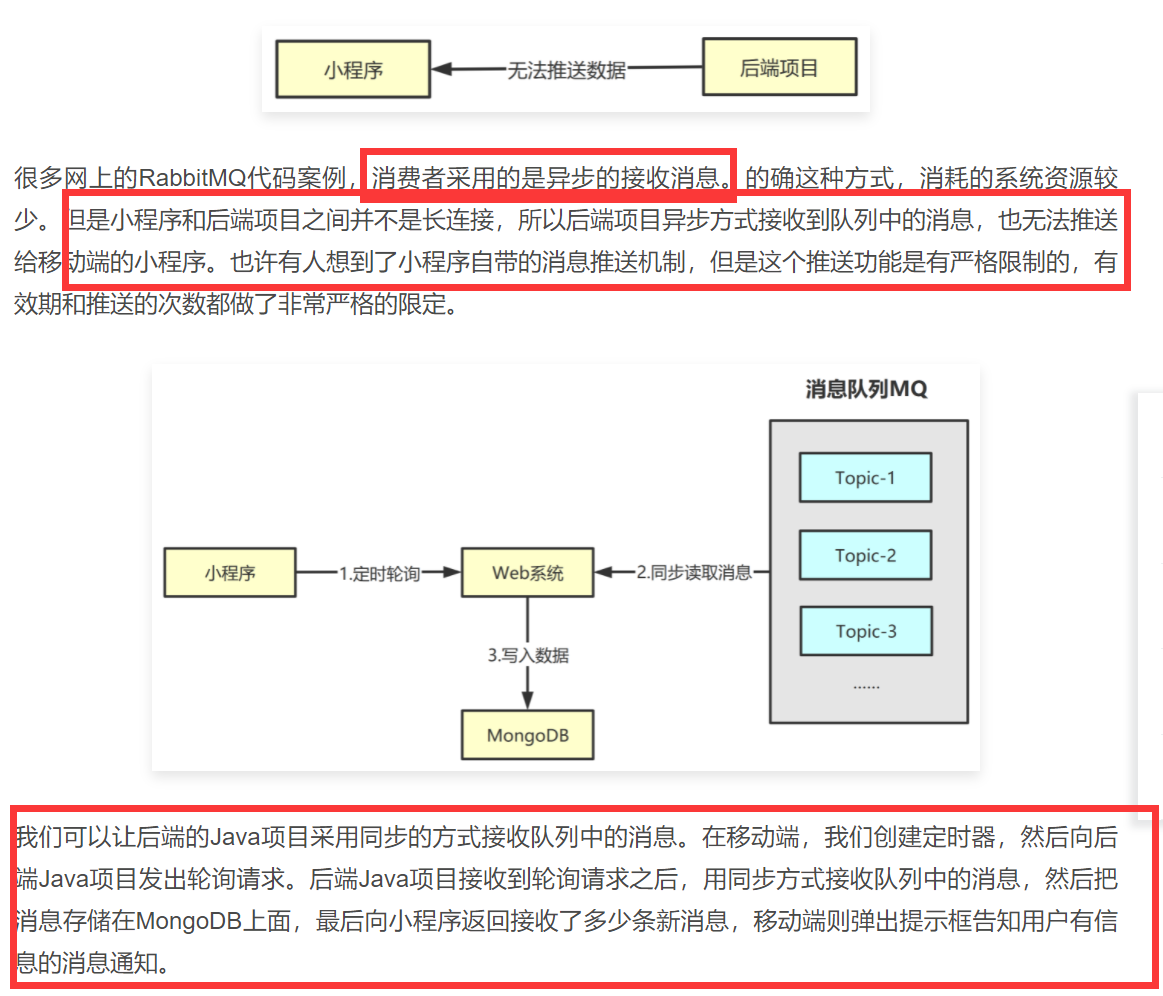 小程序
无法推送数据
后端项目
很多网上的RabbitMQ代码案例，消费者采用的是异步的接收消息。的确这种方式，消耗的系统资源较
少。但是小程序和后端项目之间并不是长连接，所以后端项目异步方式接收到队列中的消息，也无法推送
给移动端的小程序。也许有人想到了小程序自带的消息推送机制，但是这个推送功能是有严格限制的，有
效期和推送的次数都做了非常严格的限定。
消息队列MQ
Topic-1
Topic-2
小程序
1.定时轮询
Web系统
2.同步读取消息
Topic-3
3.写入数据
......
MongoDB
我们可以让后端的Java项目采用同步的方式接收队列中的消息。在移动端，我们创建定时器，然后向后
端Java项目发出轮询请求。后端Java项目接收到轮询请求之后，用同步方式接收队列中的消息，然后把
消息存储在MongoDB上面，最后向小程序返回接收了多少条新消息，移动端则弹出提示框告知用户有信
息的消息通知。